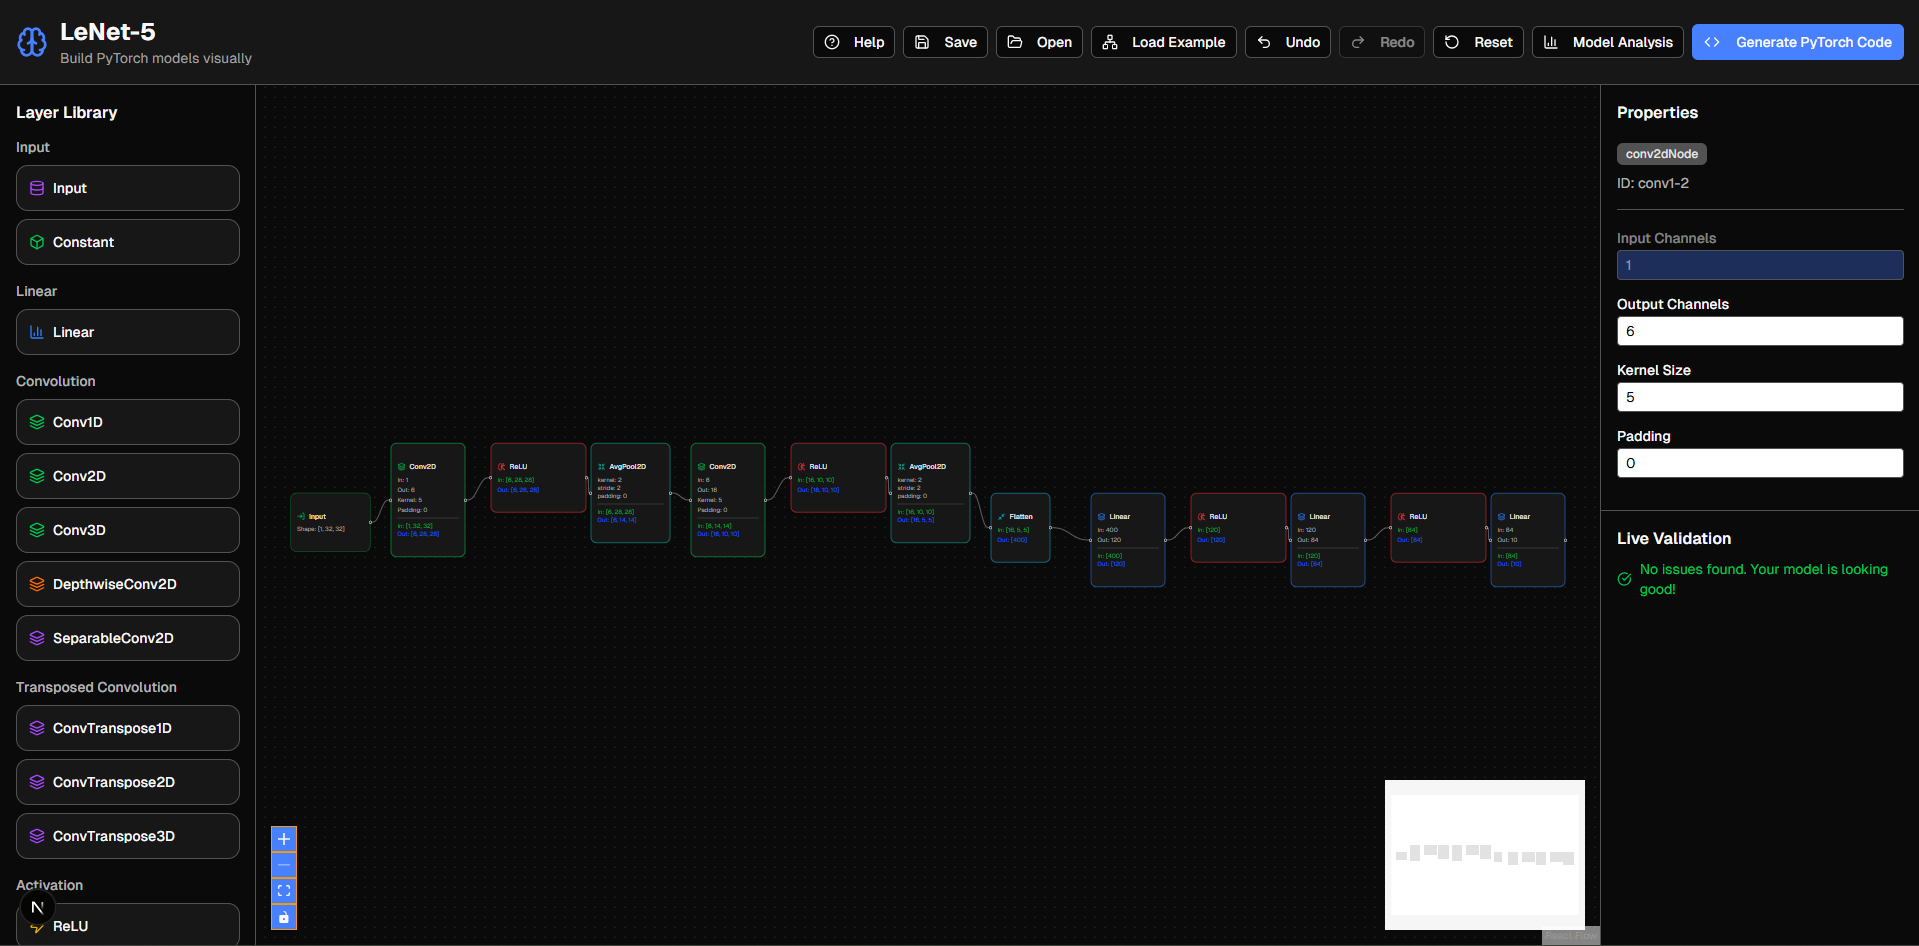 LeNet-5
Build PyTorch models visually
Help
Save
Open
Load Example
Undo
Redo
Reset
Model Analysis
Generate PyTorch Code
Layer Library
Input
Input
Constant
Linear
Linear
Convolution
Conv1D
Conv2D
Conv3D
DepthwiseConv2D
SeparableConv2D
Transposed Convolution
ConvTranspose1D
ConvTranspose2D
ConvTranspose3D
Activation
N
ReLU
Input
Shape: [1, 32, 32]
Conv2D
In: 1
Out: 6
Kernel: 5
Padding: 0
In: [1, 32, 32]
Out: [6, 28, 28]
ReLU
In: [6, 28, 28]
Out: [6, 28, 28]
AvgPool2D
kernel: 2
stride: 2
padding: 0
In: [6, 28, 28]
Out: [6, 14, 14]
Conv2D
In: 6
Out: 16
Kernel: 5
Padding: 0
In: [6, 14, 14]
Out: [16, 10, 10]
ReLU
In: [16, 10, 10]
Out: [16, 10, 10]
AvgPool2D
kernel: 2
stride: 2
padding: 0
In: [16, 10, 10]
Out: [16, 5, 5]
Flatten
In: [16, 5, 5]
Out: [400]
Linear
In: 400
Out: 120
In: [400]
Out: [120]
ReLU
In: [120]
Out: [120]
Linear
In: 120
Out: 84
In: [120]
Out: [84]
ReLU
In: [84]
Out: [84]
Linear
In: 84
Out: 10
In: [84]
Out: [10]
React Flow
Properties
conv2dNode
ID: conv1-2
Input Channels
1
Output Channels
6
Kernel Size
5
Padding
0
Live Validation
No issues found. Your model is looking
good!